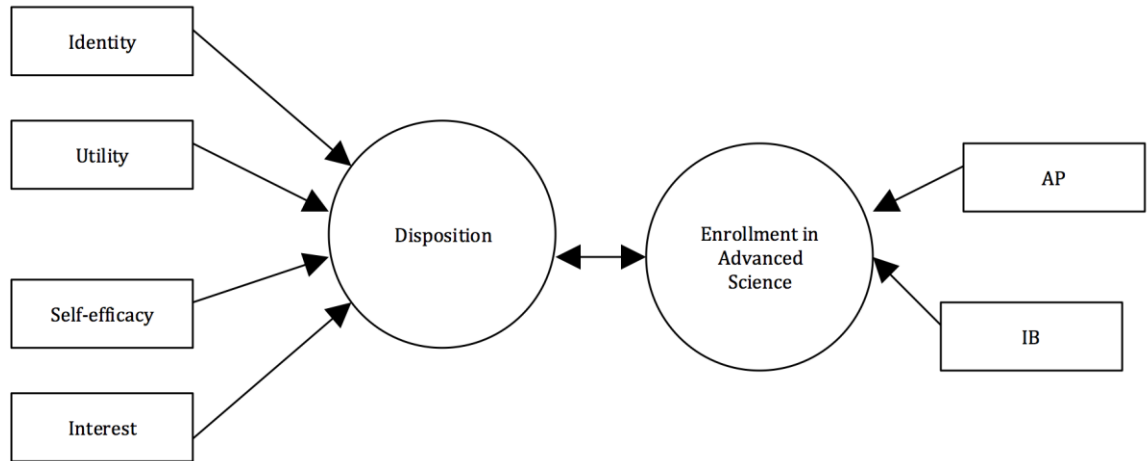 Identity
Utility
Self-efficacy
Interest
Disposition
Enrollment in
Advanced
Science
AP
IB